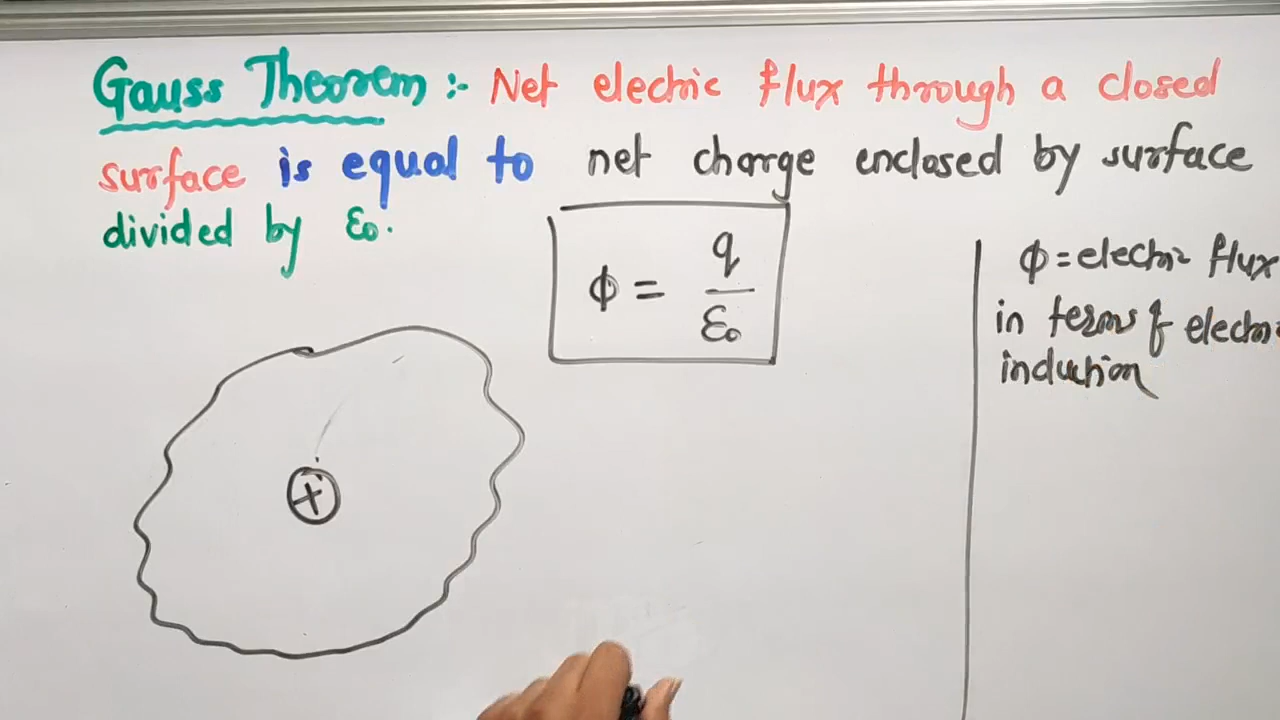 Gauss Theorem :- Net electric flux through a closed
surface is equal to net charge enclosed by surface
divided by ε₀.
ϕ = q/ε₀
+
ϕ = electric flux
in terms of electric
induction